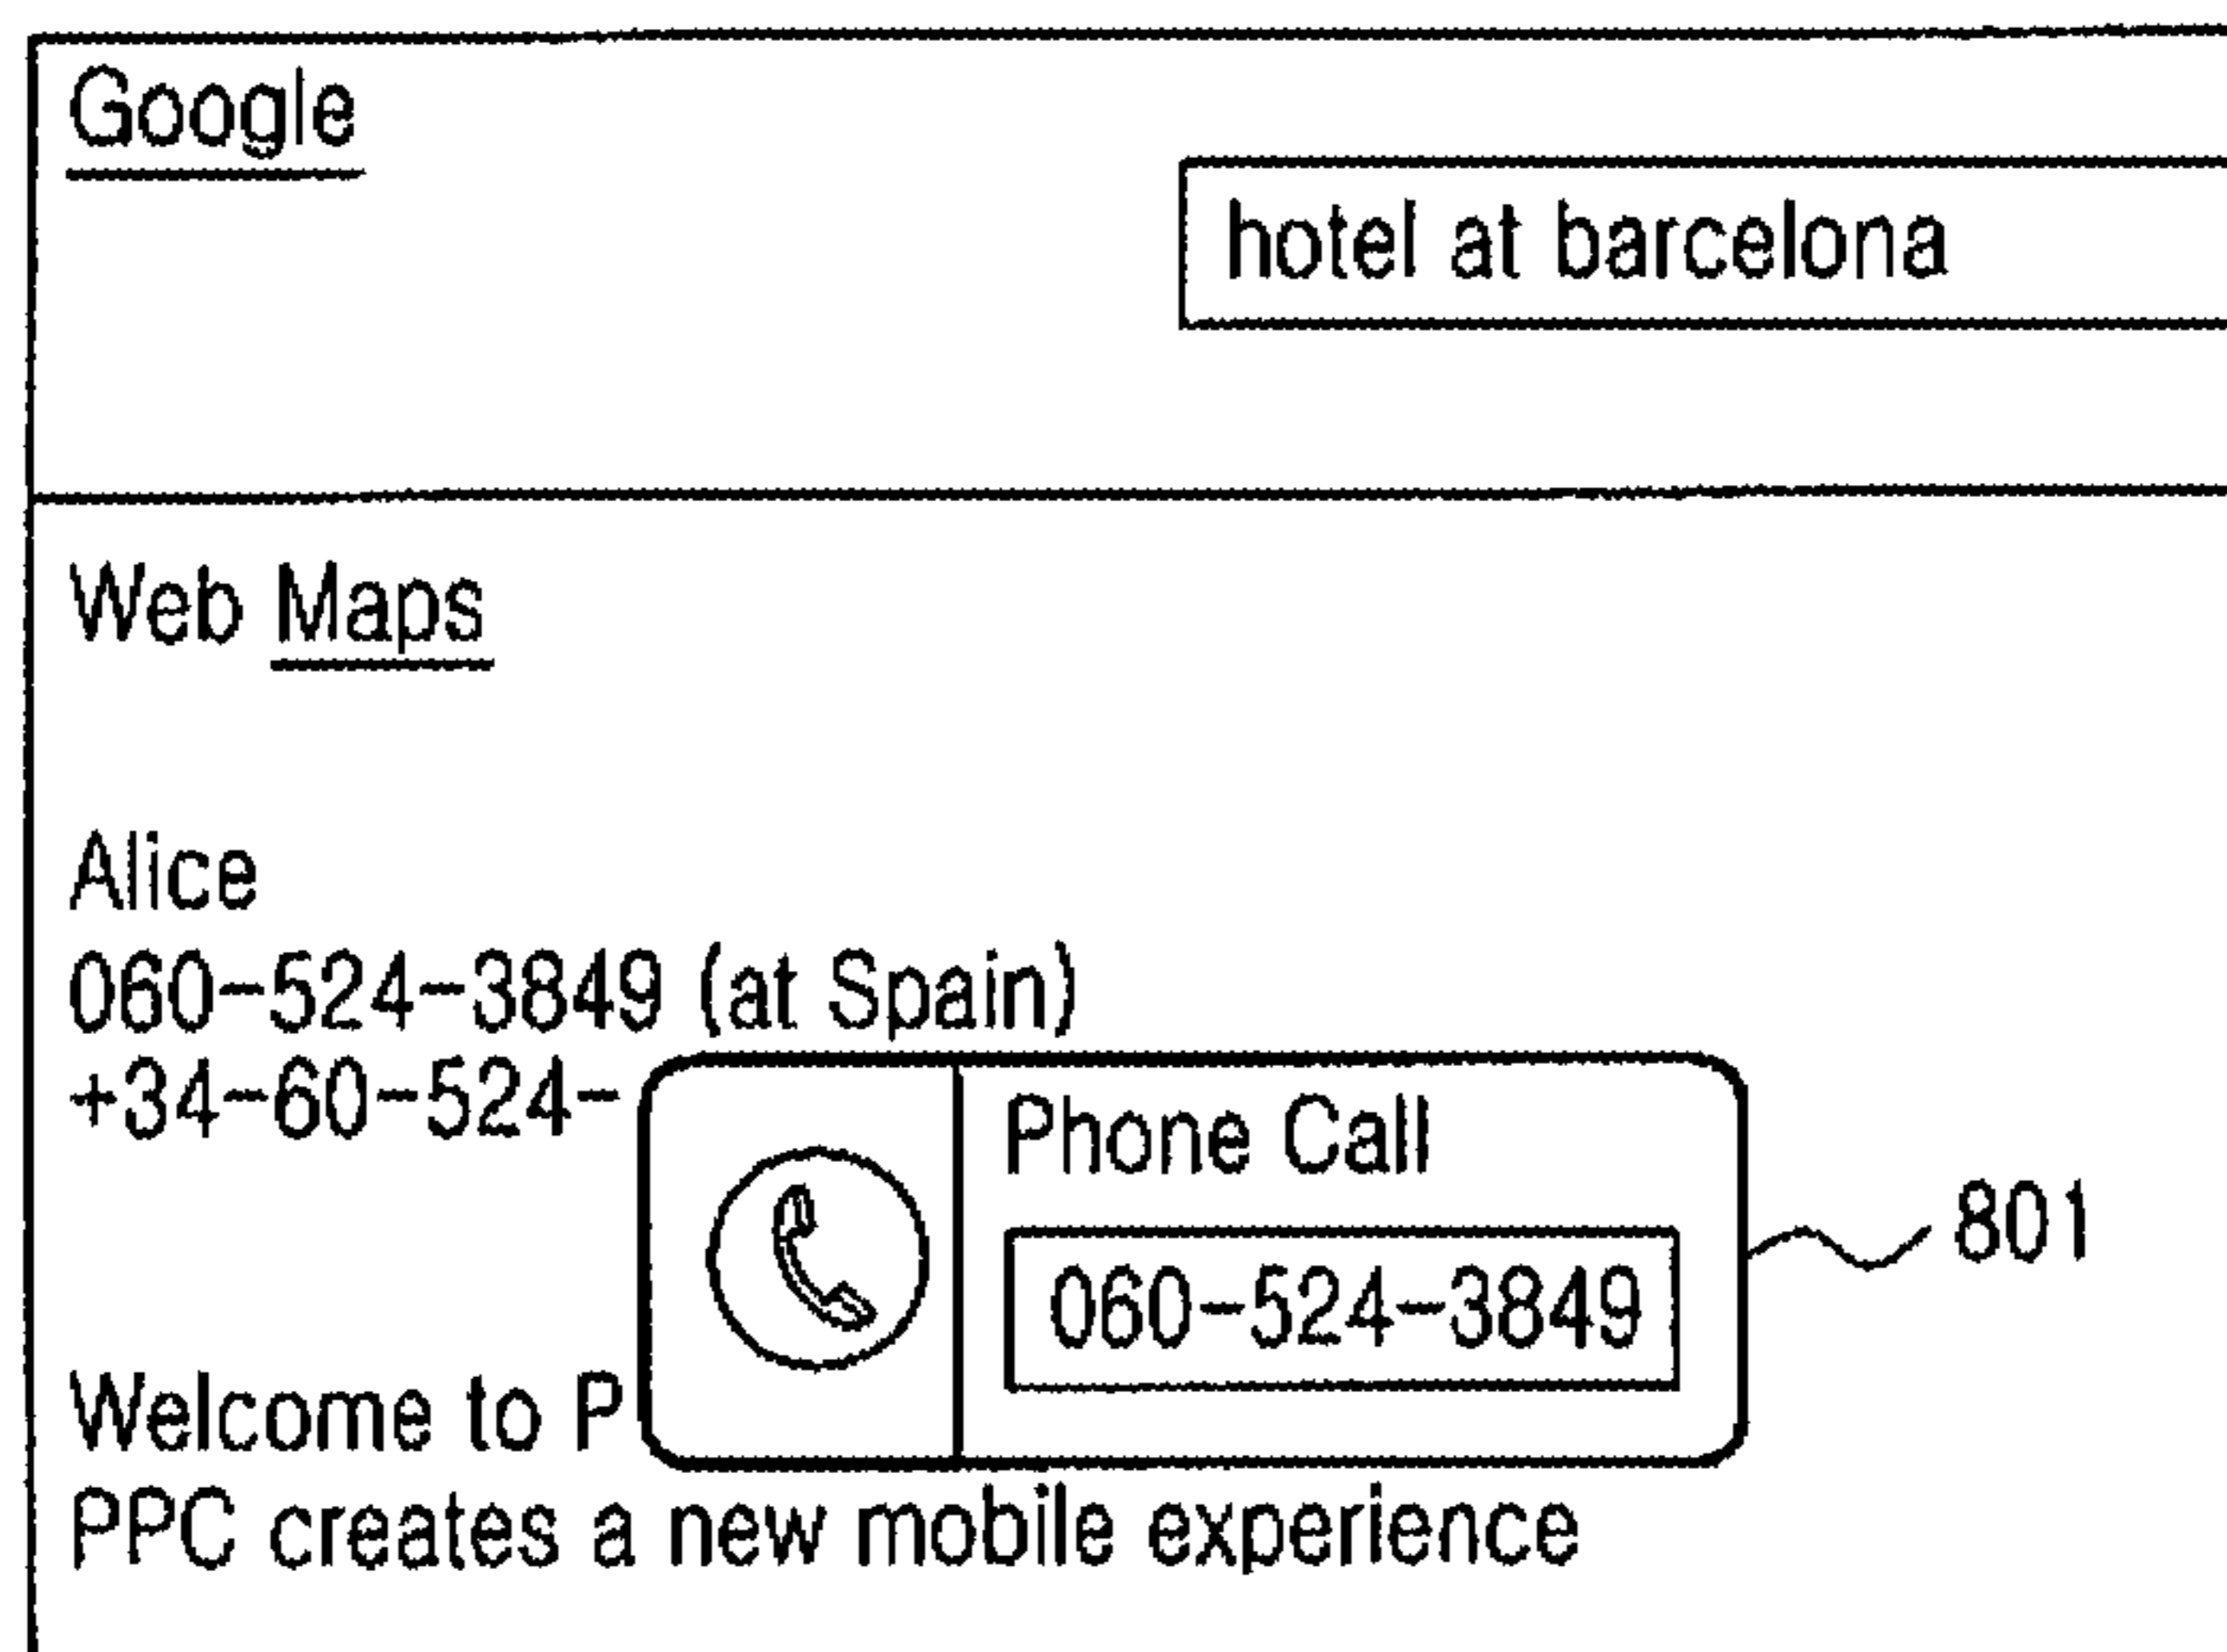 Google
hotel at barcelona
Web Maps
Alice
060-524-3849 (at Spain)
+34-60-524-
Phone Call
801
060-524-3849
Welcome to P
PPC creates a new mobile experience